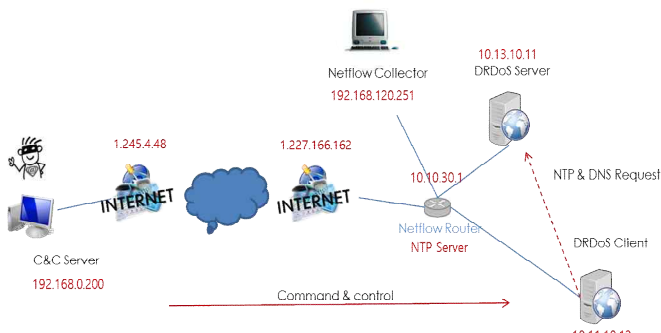 10.13.10.11
DRDoS Server
Netflow Collector
192.168.120.251
1.245.4.48
1.227.166.162
INTERNET
INTERNET
10.10.30.1
NTP & DNS Request
Netflow Router
NTP Server
DRDoS Client
C&C Server
192.168.0.200
Command & control